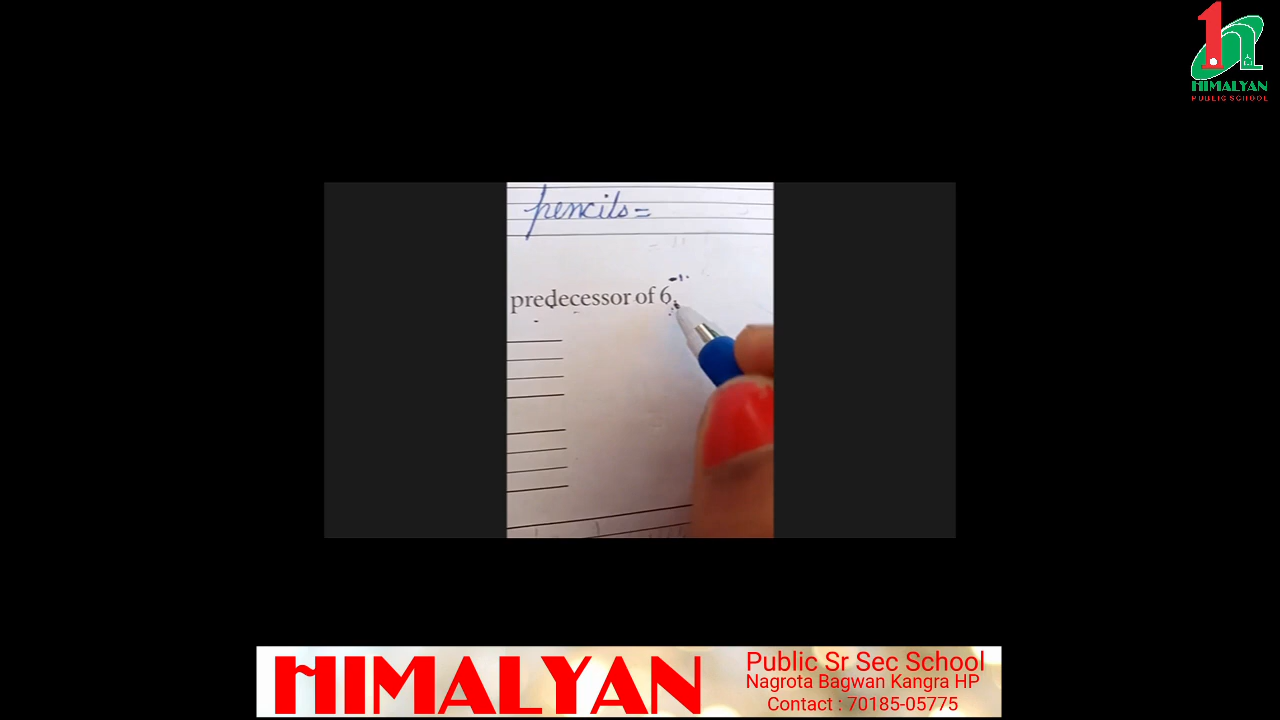 HIMALYAN
PUBLIC SCHOOL
pencils=
predecessor of 6.
HIMALYAN
Public Sr Sec School
Nagrota Bagwan Kangra HP
Contact : 70185-05775